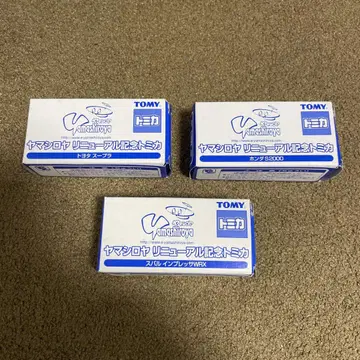 TOMY
Yamashiroya
トミカ
ヤマシロヤ リニューアル記念トミカ
トヨタ スープラ
TOMY
Yamashiroya
トミカ
ヤマシロヤ リニューアル記念トミカ
ホンダ S2000
TOMY
Yamashiroya
トミカ
ヤマシロヤ リニューアル記念トミカ
スバル インプレッサWRX